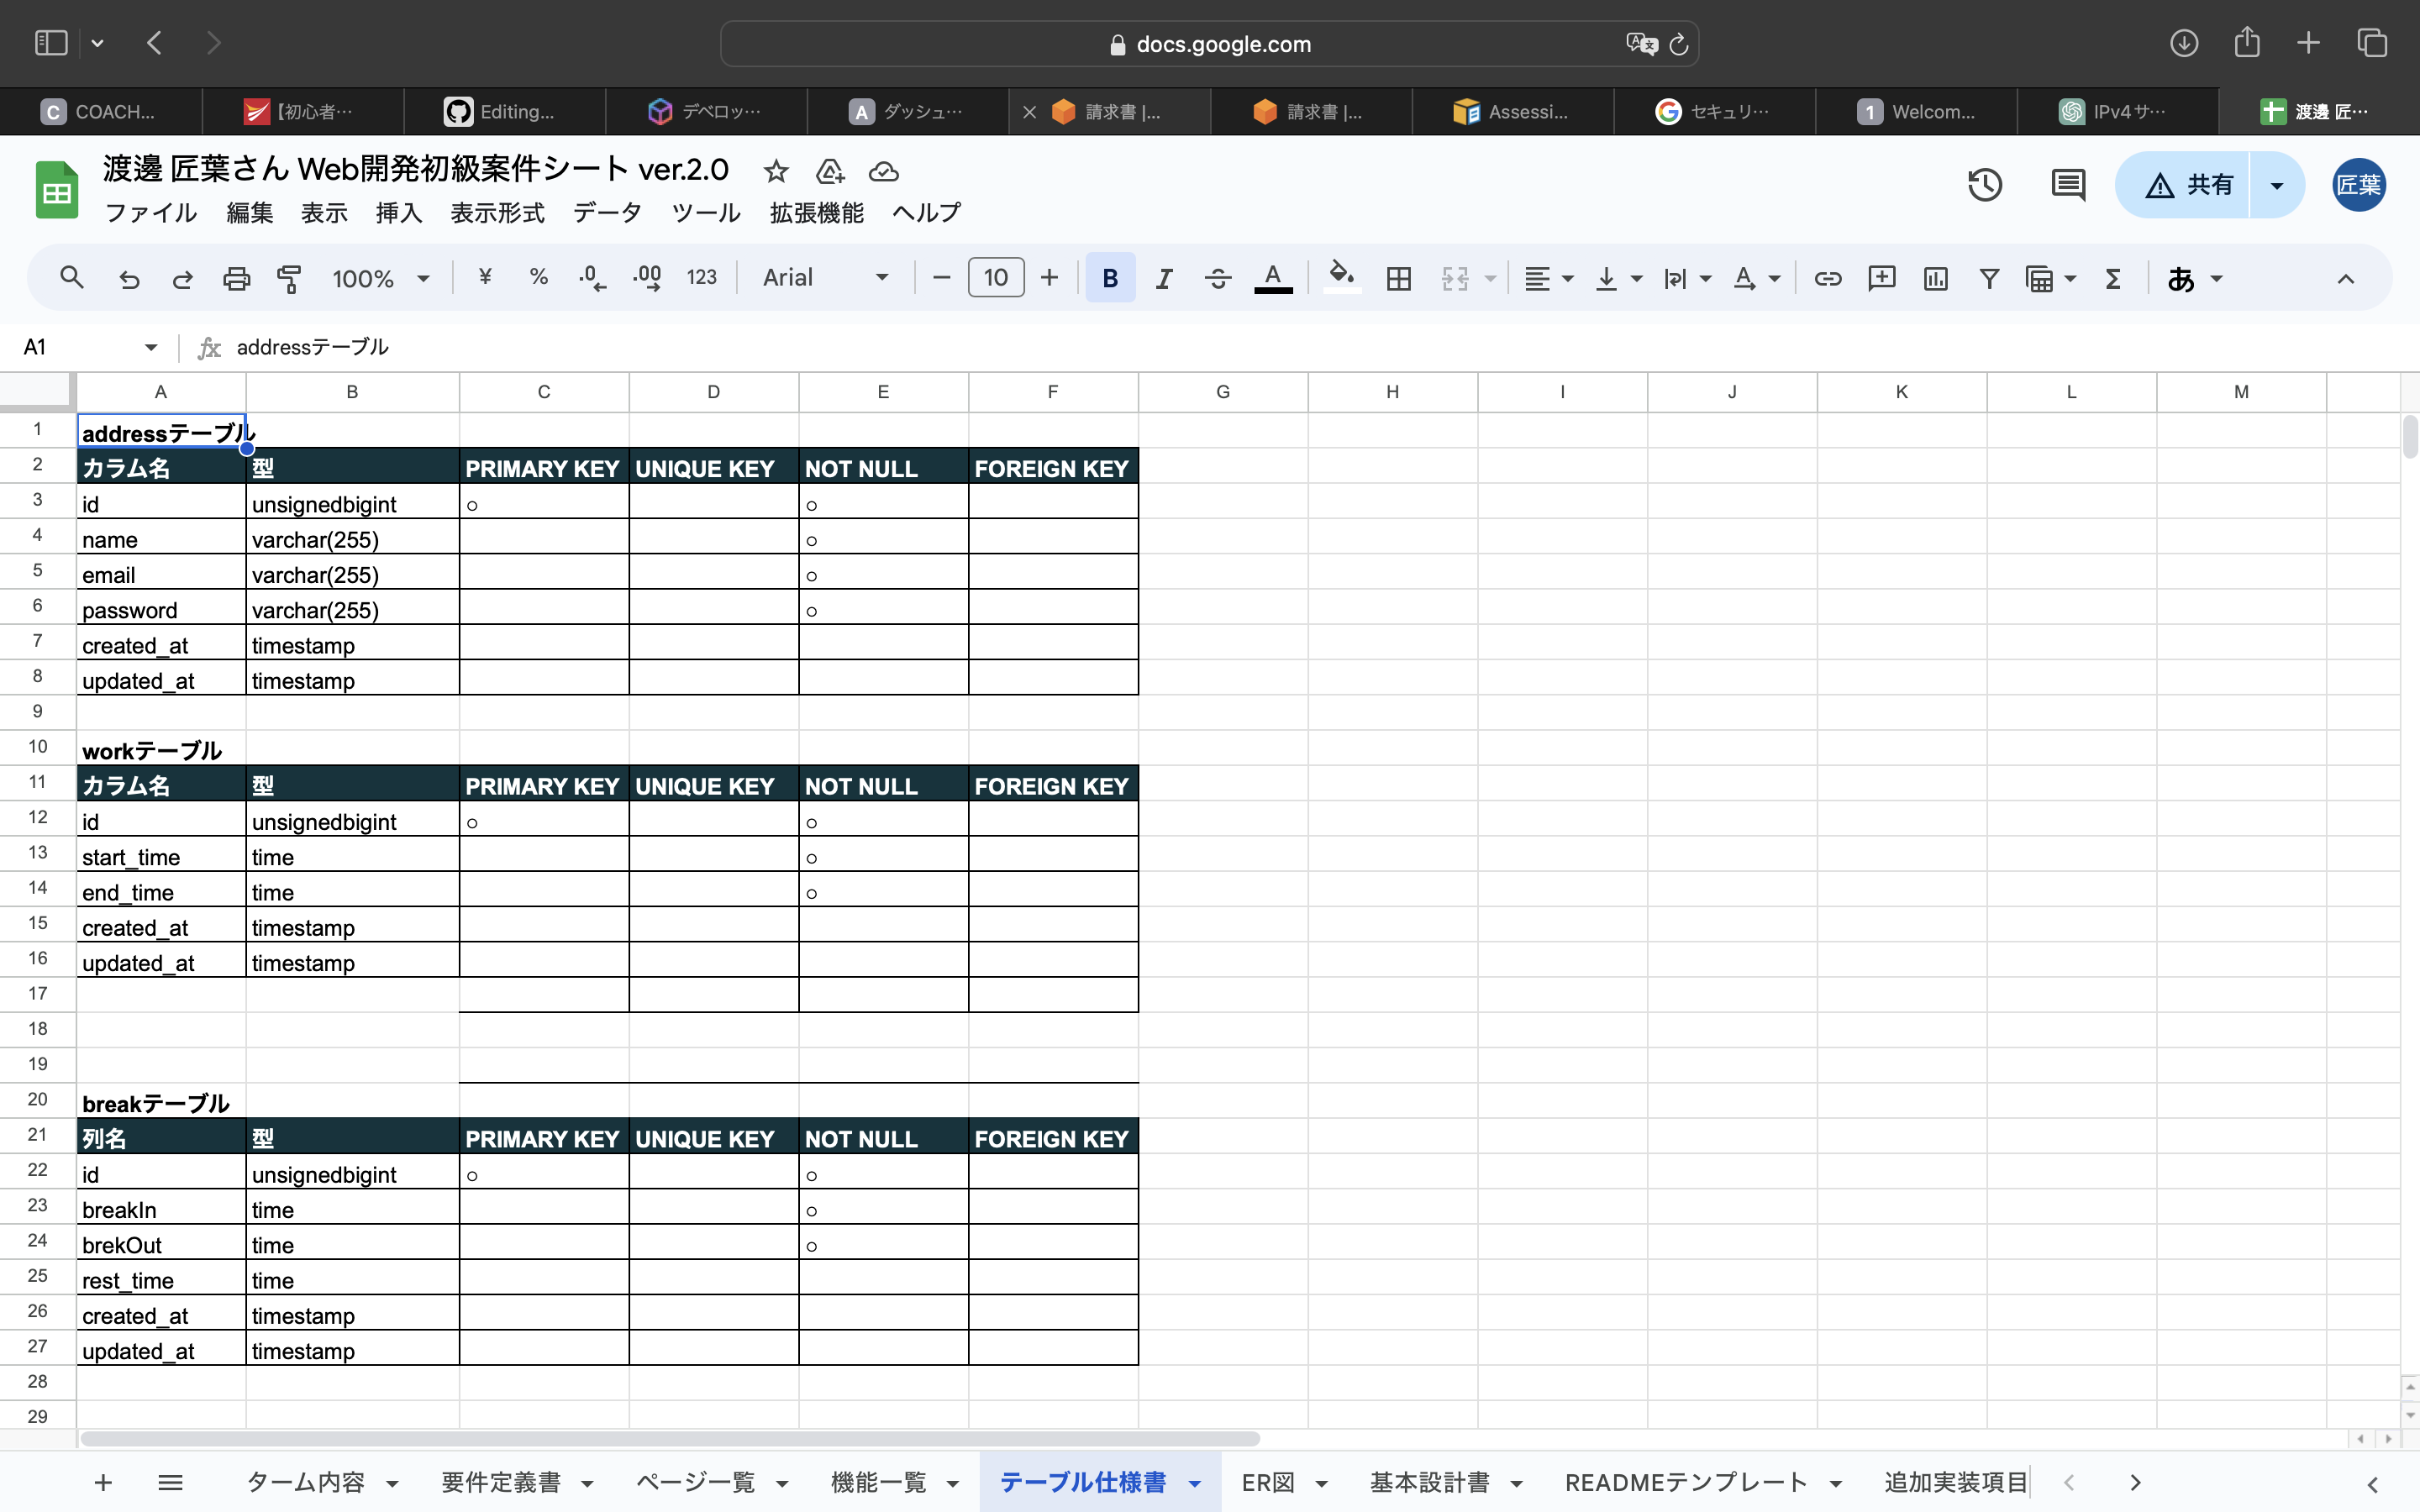 docs.google.com
COACH...
【初心者…
Editing...
デベロッ…
ダッシュ…
請求書 |...
請求書 |...
Assessi...
セキュリ…
Welcom...
IPv4 サ…
渡邊 匠…
渡邊 匠葉さん Web開発初級案件シート ver.2.0
共有
匠葉
ファイル 編集 表示 挿入 表示形式 データ ツール 拡張機能 ヘルプ
100% ¥ % .0 .00 123 Arial 10 B I A あ
A1 fx addressテーブル
A B C D E F G H I J K L M
1 addressテーブル
2 カラム名 型 PRIMARY KEY UNIQUE KEY NOT NULL FOREIGN KEY
3 id unsignedbigint ○ ○
4 name varchar(255) ○
5 email varchar(255) ○
6 password varchar(255) ○
7 created_at timestamp
8 updated_at timestamp
9
10 workテーブル
11 カラム名 型 PRIMARY KEY UNIQUE KEY NOT NULL FOREIGN KEY
12 id unsignedbigint ○ ○
13 start_time time ○
14 end_time time ○
15 created_at timestamp
16 updated_at timestamp
17
18
19
20 breakテーブル
21 列名 型 PRIMARY KEY UNIQUE KEY NOT NULL FOREIGN KEY
22 id unsignedbigint ○ ○
23 breakIn time ○
24 brekOut time ○
25 rest_time time
26 created_at timestamp
27 updated_at timestamp
28
29
ターム内容 要件定義書 ページ一覧 機能一覧 テーブル仕様書 ER図 基本設計書 READMEテンプレート 追加実装項目